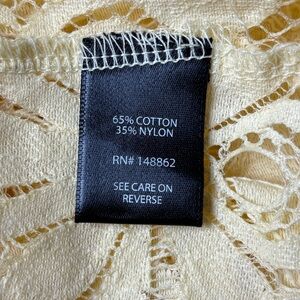 65% COTTON
35% NYLON
RN# 148862
SEE CARE ON
REVERSE